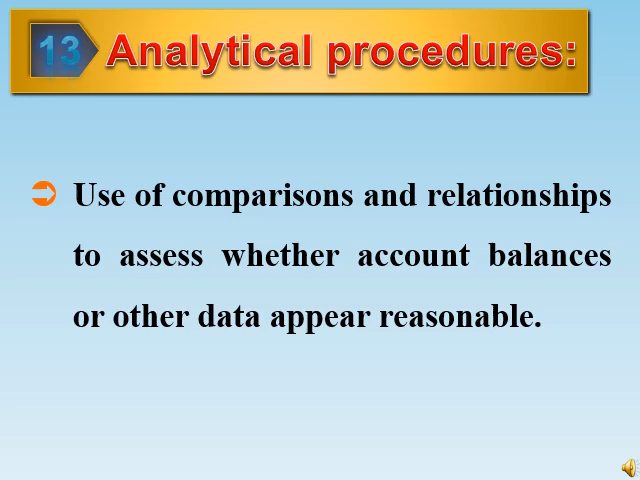 13 Analytical procedures:
Use of comparisons and relationships
to assess whether account balances
or other data appear reasonable.